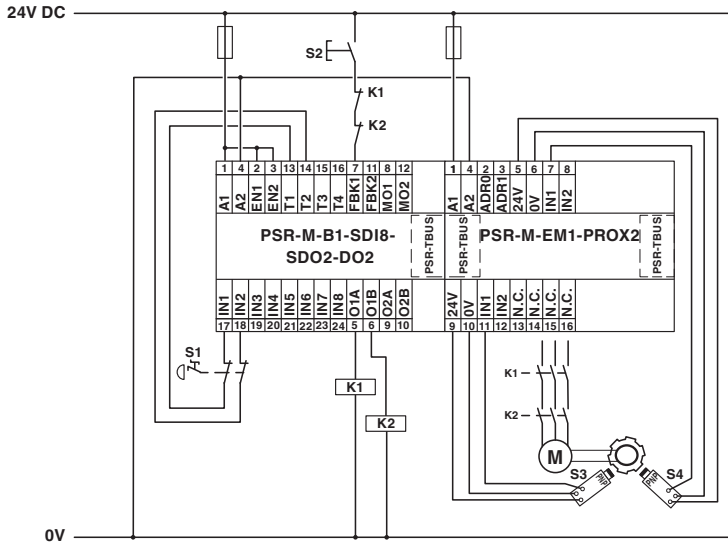 24V DC
S2
K1
K2
1 4 2 3 13 14 15 16 7 11 8 12
A1 A2 EN1 EN2 T1 T2 T3 T4 FBK1 FBK2 MO1 MO2
1 4 2 3 5 6 7 8
A1 A2 ADR0 ADR1 24V 0V IN1 IN2
PSR-M-B1-SDI8-
SDO2-DO2
PSR-TBUS
PSR-TBUS
PSR-M-EM1-PROX2
PSR-TBUS
IN1 IN2 IN3 IN4 IN5 IN6 IN7 IN8 O1A O1B O2A O2B
17 18 19 20 21 22 23 24 5 6 9 10
24V 0V IN1 IN2 N.C. N.C. N.C. N.C.
9 10 11 12 13 14 15 16
S1
K1
K2
K1
K2
M
S3
PNP
S4
PNP
0V